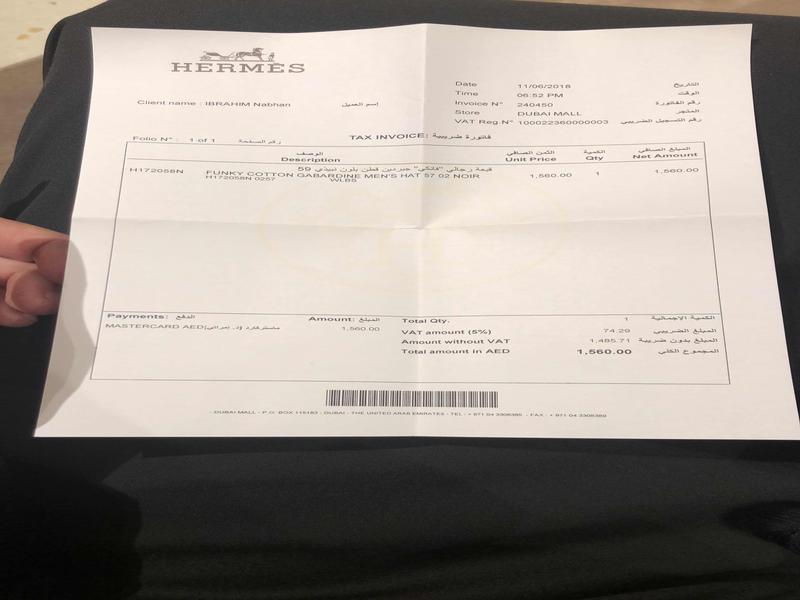 HERMÈS
Date 11/06/2018 التاريخ
Time 06:52 PM الوقت
Client name : IBRAHIM Nabhan اسم العميل
Invoice N° 240450 رقم الفاتورة
Store DUBAI MALL المتجر
VAT Reg.N° 100022360000003 رقم التسجيل الضريبي
Folio N° : 1 of 1 رقم الصفحة
TAX INVOICE: فاتورة ضريبية
الوصف الثمن الصافي الكمية المبلغ الصافي
Description Unit Price Qty Net Amount
قبعة رجالي "فانكي" جبردين قطن بلون نبيذي 59
H172058N FUNKY COTTON GABARDINE MEN'S HAT 57 02 NOIR 1,560.00 1 1,560.00
H172058N 0257 WLBS
Payments: الدفع: Amount: المبلغ: Total Qty. 1 الكمية الإجمالية
MASTERCARD AED ماستركارد (د. إمراتي) 1,560.00
VAT amount (5%) 74.29 المبلغ الضريبي
Amount without VAT 1,485.71 المبلغ بدون ضريبة
Total amount in AED 1,560.00 المجموع الكلي
DUBAI MALL - P.O. BOX 115183 - DUBAI - THE UNITED ARAB EMIRATES - TEL : + 971 04 3308385 - FAX : + 971 04 3308389